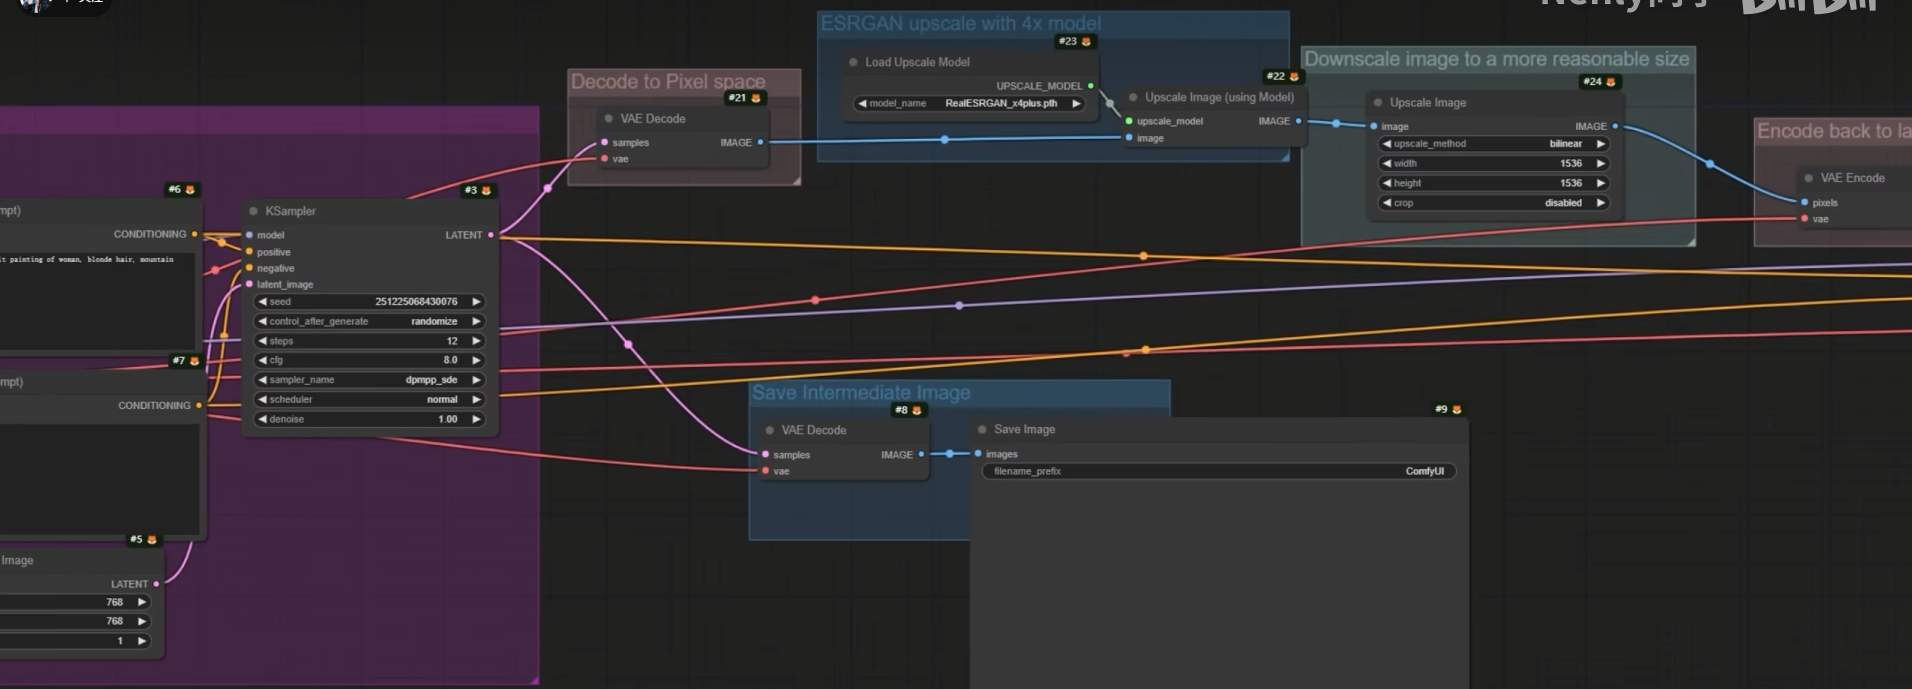 ESRGAN upscale with 4x model
#23
Load Upscale Model
UPSCALE_MODEL
model_name RealESRGAN_x4plus.pth
#22
Upscale Image (using Model)
upscale_model IMAGE
image
Downscale image to a more reasonable size
#24
Upscale Image
image IMAGE
upscale_method bilinear
width 1536
height 1536
crop disabled
Decode to Pixel space
#21
VAE Decode
samples IMAGE
vae
Encode back to la
VAE Encode
pixels
vae
#6
mpt)
CONDITIONING
it painting of woman, blonde hair, mountain
#3
KSampler
model LATENT
positive
negative
latent_image
seed 251225068430076
control_after_generate randomize
steps 12
cfg 8.0
sampler_name dpmpp_sde
scheduler normal
denoise 1.00
#7
mpt)
CONDITIONING
#5
Image
LATENT
768
768
1
Save Intermediate Image
#8
VAE Decode
samples IMAGE
vae
#9
Save Image
images
filename_prefix ComfyUI